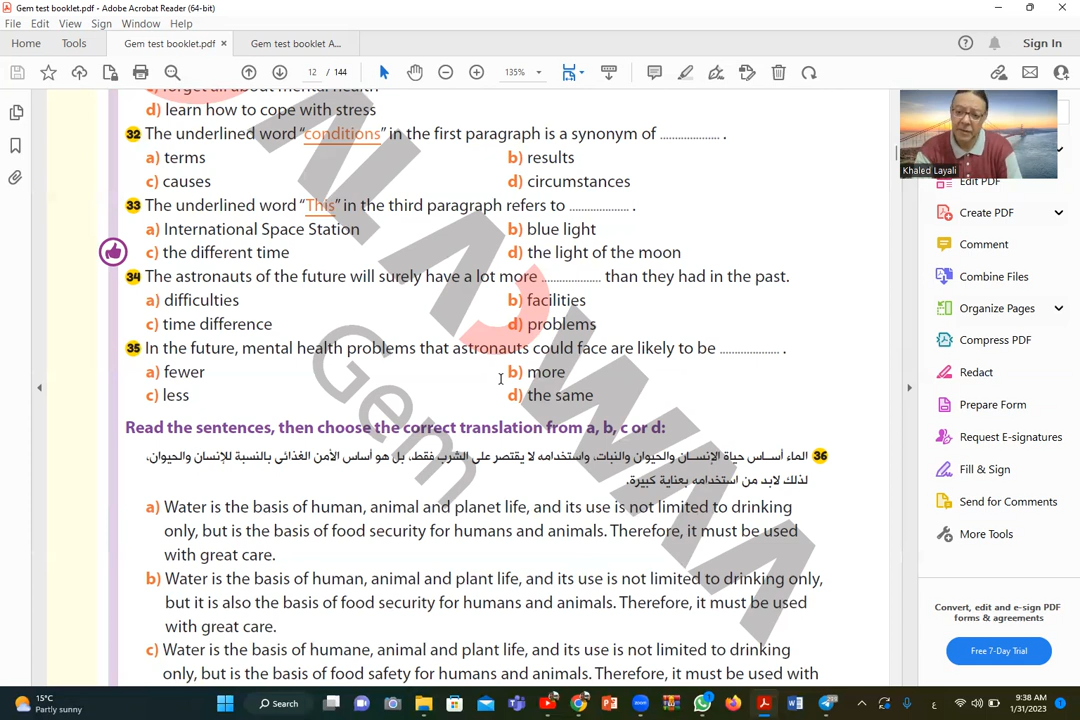 Gem test booklet.pdf - Adobe Acrobat Reader (64-bit)
File Edit View Sign Window Help
Home Tools Gem test booklet.pdf × Gem test booklet A... Sign In
12 / 144 135%
d) learn how to cope with stress
32 The underlined word “conditions” in the first paragraph is a synonym of .................... .
a) terms b) results
c) causes d) circumstances
33 The underlined word “This” in the third paragraph refers to .................... .
a) International Space Station b) blue light
c) the different time d) the light of the moon
34 The astronauts of the future will surely have a lot more .................... than they had in the past.
a) difficulties b) facilities
c) time difference d) problems
35 In the future, mental health problems that astronauts could face are likely to be .................... .
a) fewer b) more
c) less d) the same
Read the sentences, then choose the correct translation from a, b, c or d:
36 الماء أساس حياة الإنسان والحيوان والنبات، واستخدامه لا يقتصر على الشرب فقط، بل هو أساس الأمن الغذائى بالنسبة للإنسان والحيوان،
لذلك لابد من استخدامه بعناية كبيرة.
a) Water is the basis of human, animal and planet life, and its use is not limited to drinking
only, but is the basis of food security for humans and animals. Therefore, it must be used
with great care.
b) Water is the basis of human, animal and plant life, and its use is not limited to drinking only,
but it is also the basis of food security for humans and animals. Therefore, it must be used
with great care.
c) Water is the basis of humane, animal and plant life, and its use is not limited to drinking
only, but is the basis of food safety for humans and animals. Therefore, it must be used with
AL ADWAA
Gem
Khaled Layali
Edit PDF
Create PDF
Comment
Combine Files
Organize Pages
Compress PDF
Redact
Prepare Form
Request E-signatures
Fill & Sign
Send for Comments
More Tools
Convert, edit and e-sign PDF
forms & agreements
Free 7-Day Trial
15°C
Partly sunny
Search
ع
9:38 AM
1/31/2023